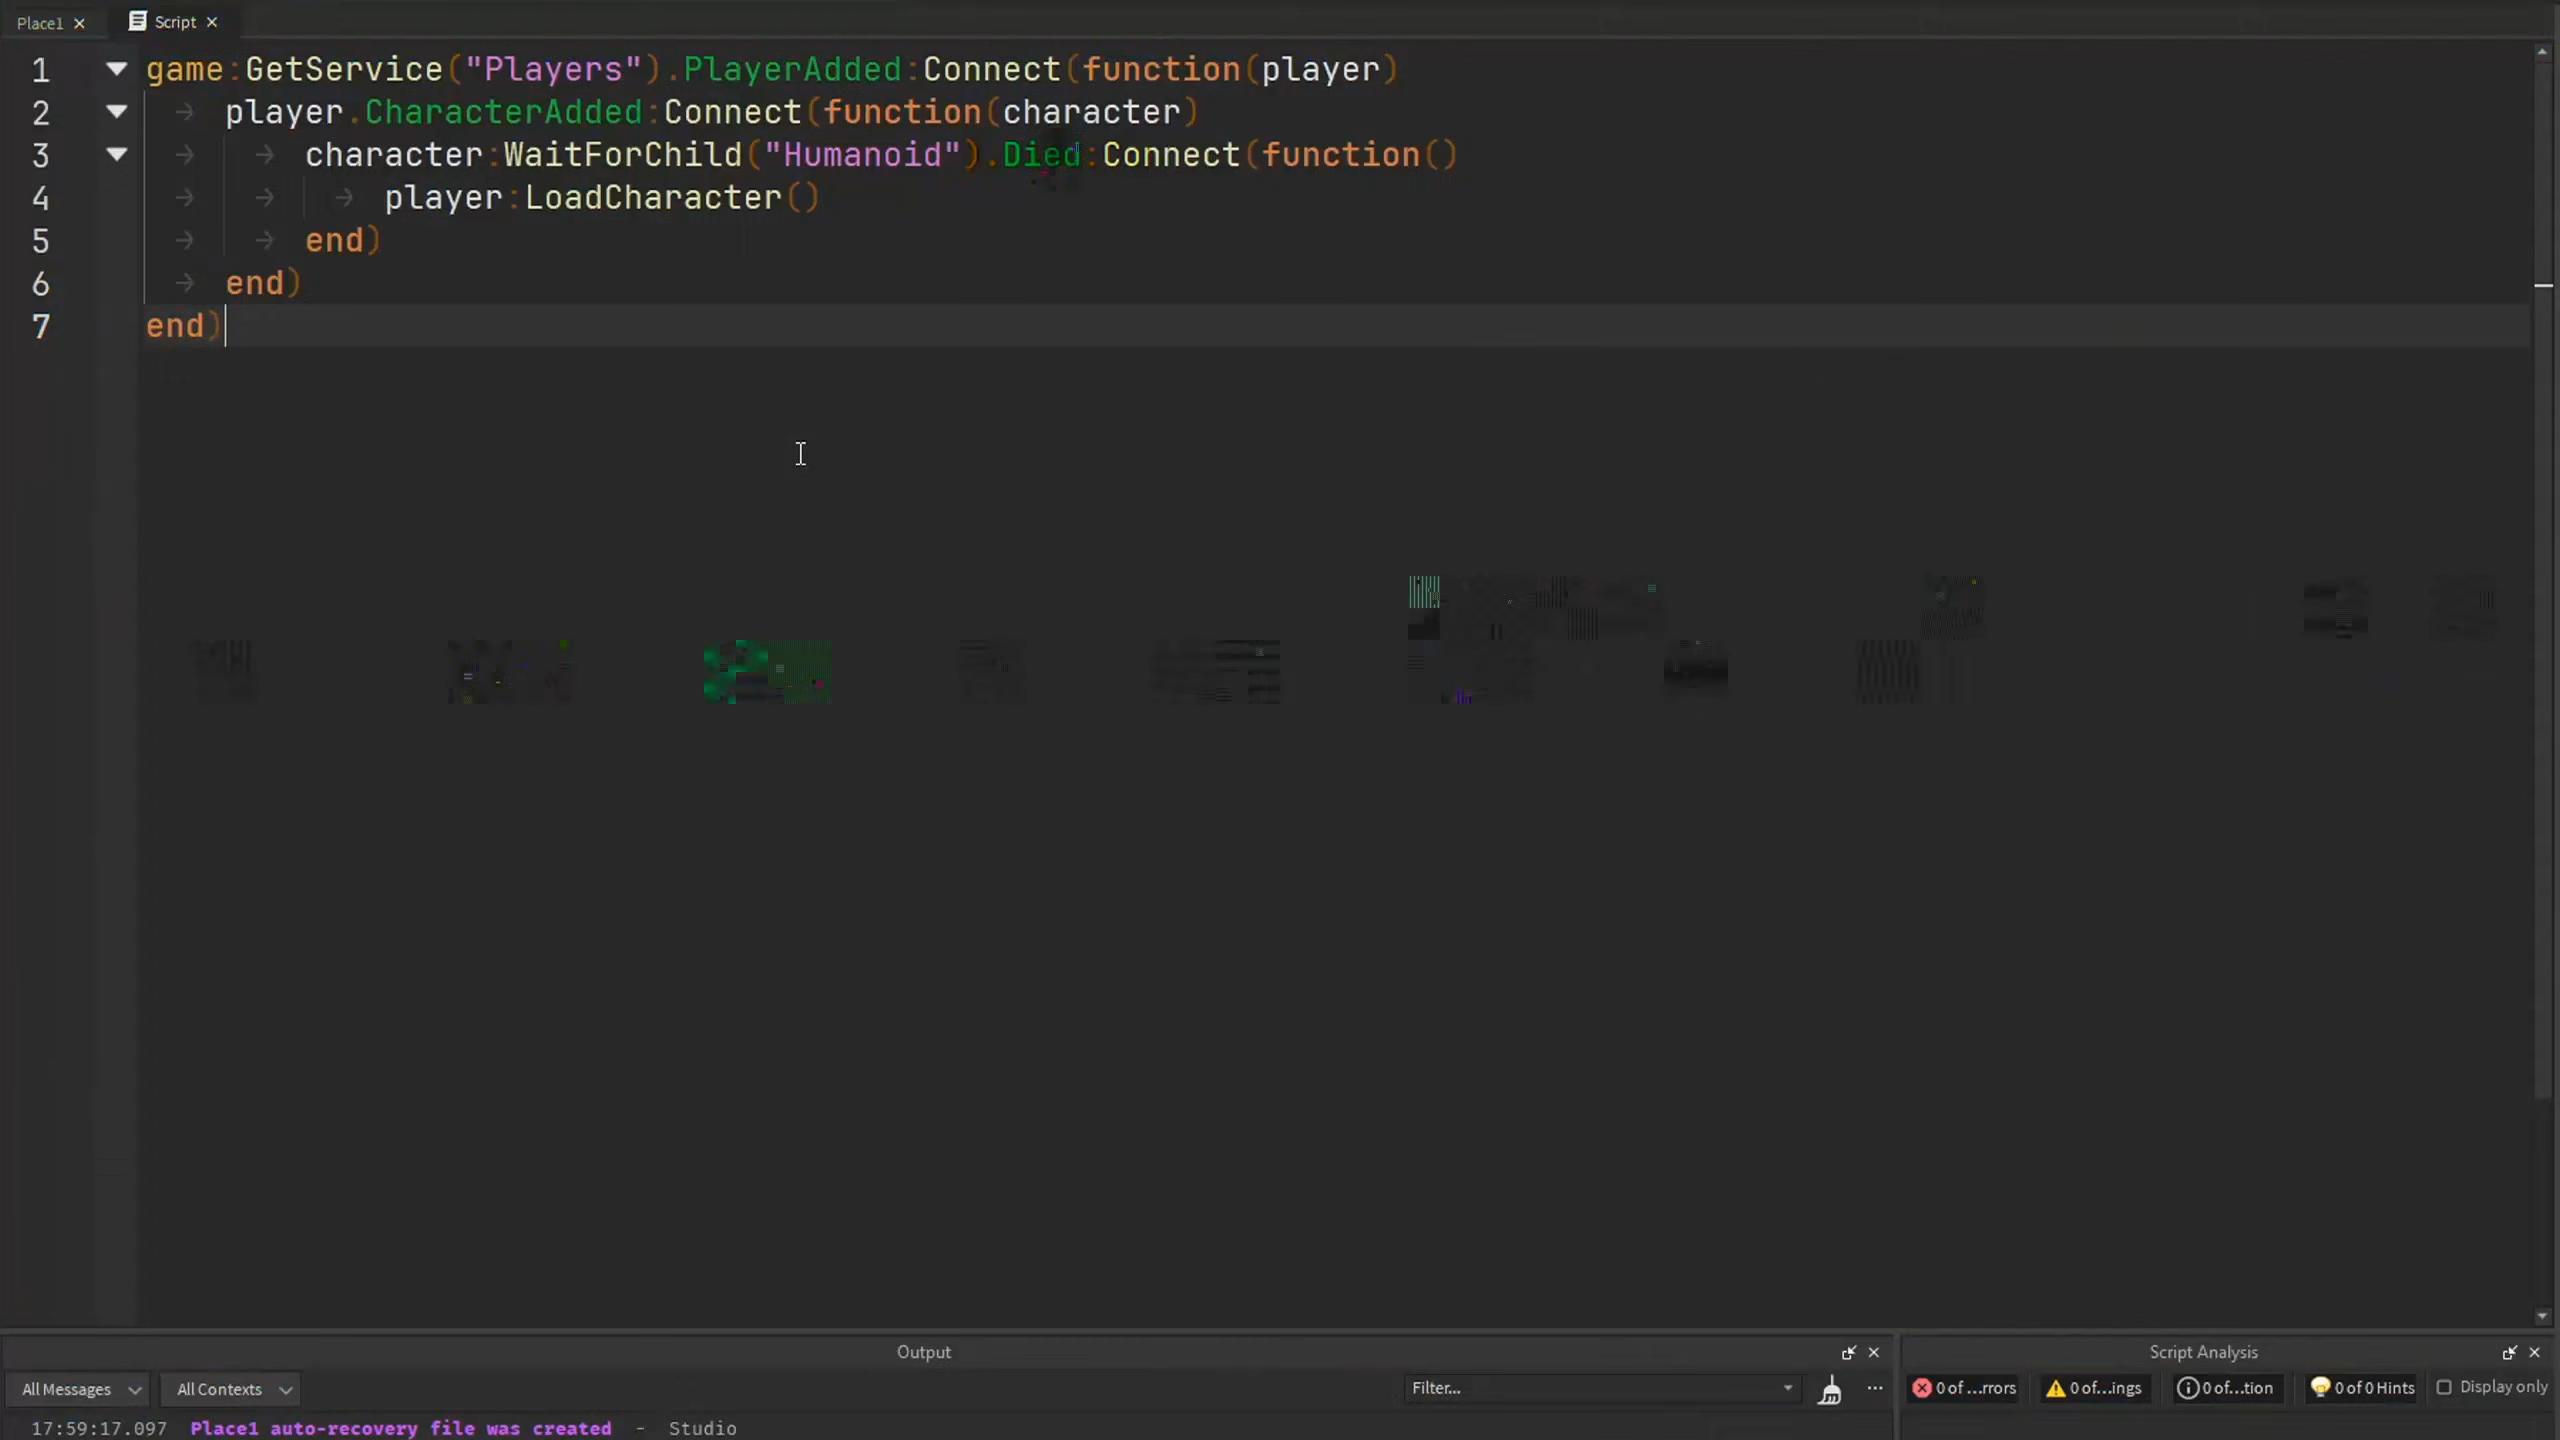 Place1
Script
1 game:GetService("Players").PlayerAdded:Connect(function(player)
2 player.CharacterAdded:Connect(function(character)
3 character:WaitForChild("Humanoid").Died:Connect(function()
4 player:LoadCharacter()
5 end)
6 end)
7 end)
Output
Script Analysis
All Messages
All Contexts
Filter...
0 of ...rrors
0 of...ings
0 of...tion
0 of 0 Hints
Display only
17:59:17.097 Place1 auto-recovery file was created - Studio